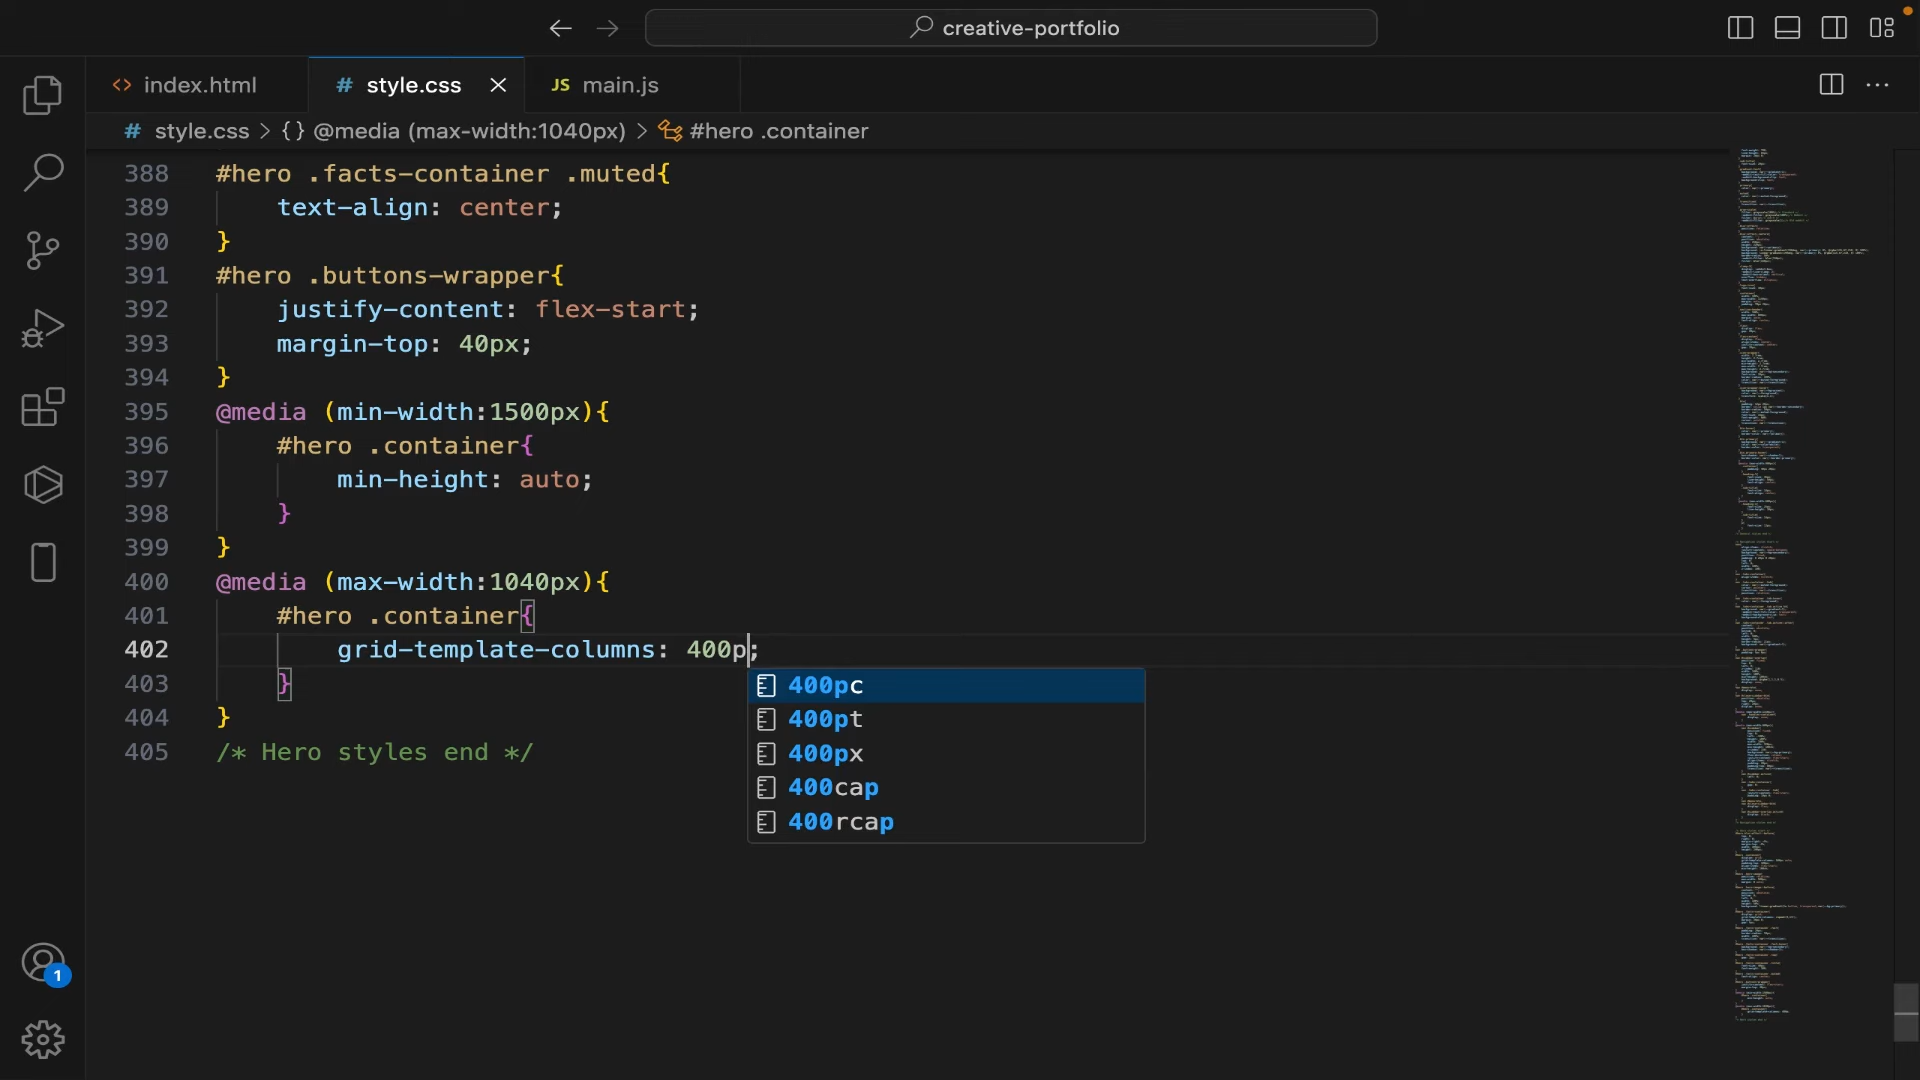 creative-portfolio
<> index.html
# style.css
JS main.js
# style.css > {} @media (max-width:1040px) > #hero .container
388 #hero .facts-container .muted{
389 text-align: center;
390 }
391 #hero .buttons-wrapper{
392 justify-content: flex-start;
393 margin-top: 40px;
394 }
395 @media (min-width:1500px){
396 #hero .container{
397 min-height: auto;
398 }
399 }
400 @media (max-width:1040px){
401 #hero .container{
402 grid-template-columns: 400p;
403 }
404 }
405 /* Hero styles end */
400pc
400pt
400px
400cap
400rcap
1